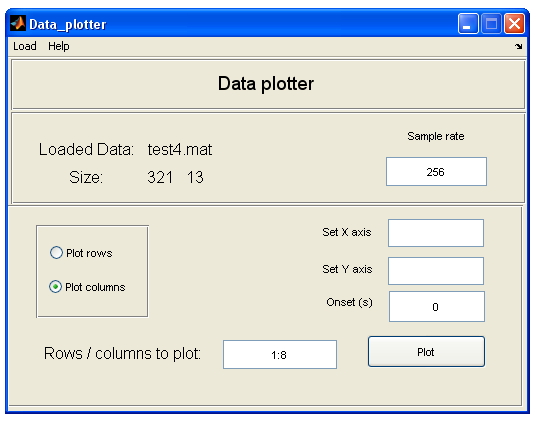 Data_plotter
Load Help
Data plotter
Sample rate
Loaded Data: test4.mat
256
Size: 321 13
Set X axis
Plot rows
Set Y axis
Plot columns
Onset (s) 0
Rows / columns to plot: 1:8 Plot